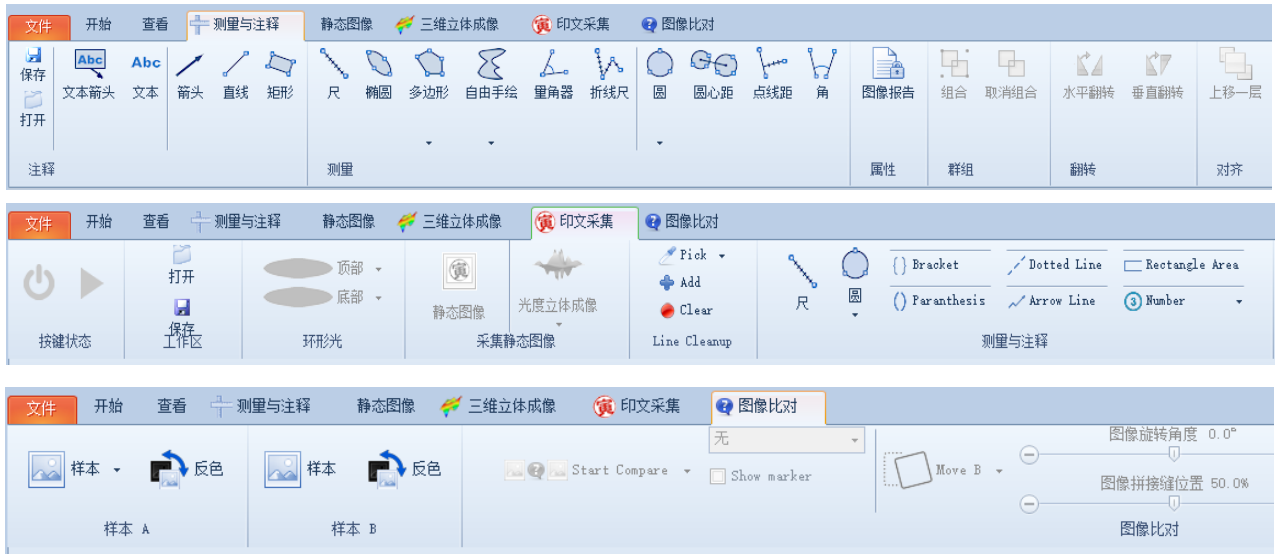 文件 开始 查看 测量与注释 静态图像 三维立体成像 寅 印文采集 图像比对
保存 Abc Abc
文本箭头 文本 箭头 直线 矩形 尺 椭圆 多边形 自由手绘 量角器 折线尺 圆 圆心距 点线距 角 图像报告 组合 取消组合 水平翻转 垂直翻转 上移一层
打开
注释 测量 属性 群组 翻转 对齐
文件 开始 查看 测量与注释 静态图像 三维立体成像 寅 印文采集 图像比对
打开 顶部 寅 Pick {} Bracket Dotted Line Rectangle Area
底部 Add
保存 静态图像 光度立体成像 Clear 尺 圆 () Paranthesis Arrow Line 3 Number
按键状态 工作区 环形光 采集静态图像 Line Cleanup 测量与注释
文件 开始 查看 测量与注释 静态图像 三维立体成像 寅 印文采集 图像比对
无 图像旋转角度 0.0°
样本 反色 样本 反色 Start Compare Show marker Move B
图像拼接缝位置 50.0%
样本 A 样本 B 图像比对